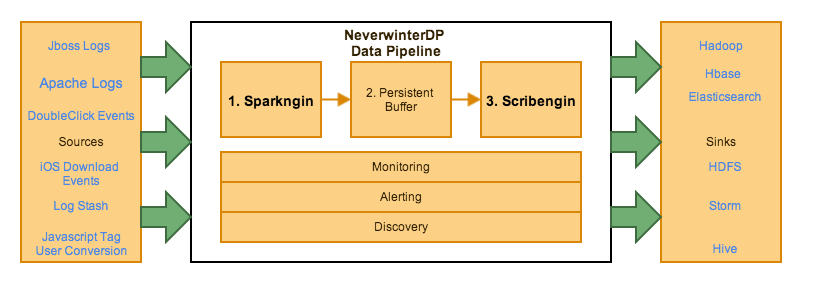 Jboss Logs
Apache Logs
DoubleClick Events
Sources
iOS Download
Events
Log Stash
Javascript Tag
User Conversion
NeverwinterDP
Data Pipeline
1. Sparkngin
2. Persistent
Buffer
3. Scribengin
Monitoring
Alerting
Discovery
Hadoop
Hbase
Elasticsearch
Sinks
HDFS
Storm
Hive